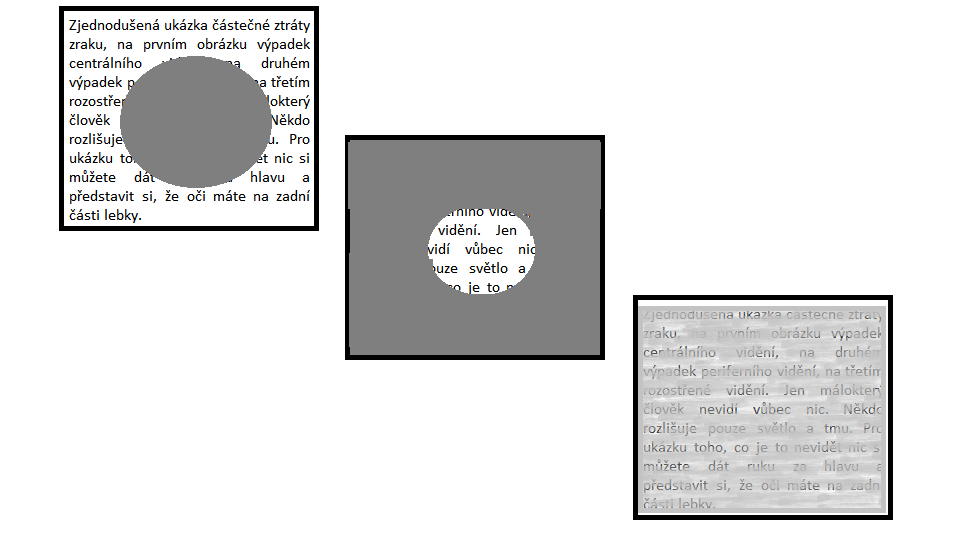 Zjednodušená ukázka částečné ztráty
zraku, na prvním obrázku výpadek
centrálního na druhém
výpadek na třetím
člověk Někdo
Pro
ukázku nic si
můžete dát hlavu a
představit si, že oči máte na zadní
části lebky.
vidění. Jen
vůbec
světlo a
je to
Zjednodušená ukázka částečné ztráty
zraku, na prvním obrázku výpadek
centrálního vidění, na druhém
výpadek periferního vidění, na třetím
rozostřené vidění. Jen málokterý
člověk nevidí vůbec nic. Někdo
rozlišuje pouze světlo a tmu. Pro
ukázku toho, co je to nevidět nic si
můžete dát ruku za hlavu a
představit si, že oči máte na zadní
části lebky.